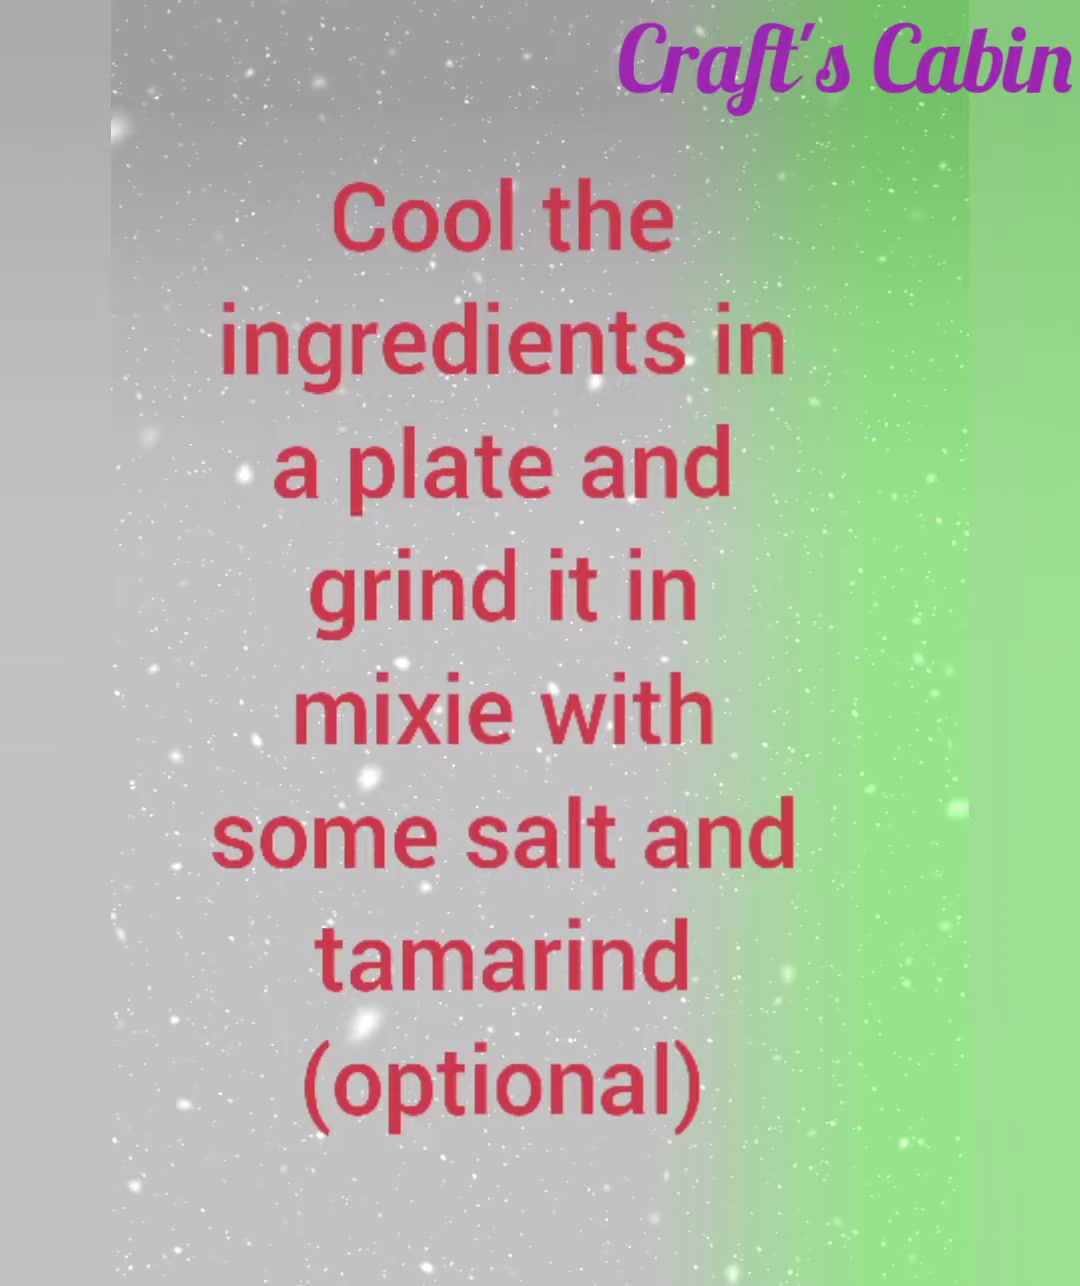 Craft's Cabin
Cool the
ingredients in
a plate and
grind it in
mixie with
some salt and
tamarind
(optional)